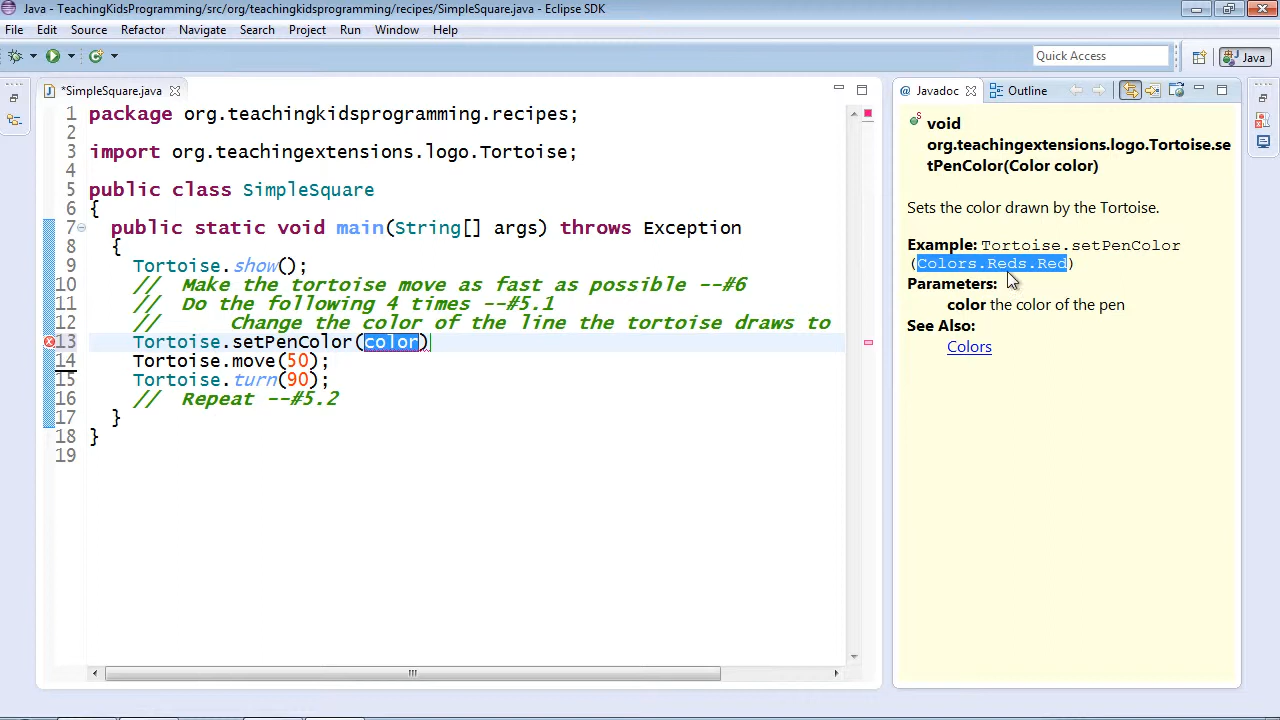 Java - TeachingKidsProgramming/src/org/teachingkidsprogramming/recipes/SimpleSquare.java - Eclipse SDK
File Edit Source Refactor Navigate Search Project Run Window Help
Quick Access
Java
*SimpleSquare.java
1 package org.teachingkidsprogramming.recipes;
2
3 import org.teachingextensions.logo.Tortoise;
4
5 public class SimpleSquare
6 {
7 public static void main(String[] args) throws Exception
8 {
9 Tortoise.show();
10 // Make the tortoise move as fast as possible --#6
11 // Do the following 4 times --#5.1
12 // Change the color of the line the tortoise draws to
13 Tortoise.setPenColor(color)
14 Tortoise.move(50);
15 Tortoise.turn(90);
16 // Repeat --#5.2
17 }
18 }
19
Javadoc Outline
void
org.teachingextensions.logo.Tortoise.se
tPenColor(Color color)
Sets the color drawn by the Tortoise.
Example: Tortoise.setPenColor
(Colors.Reds.Red)
Parameters:
color the color of the pen
See Also:
Colors